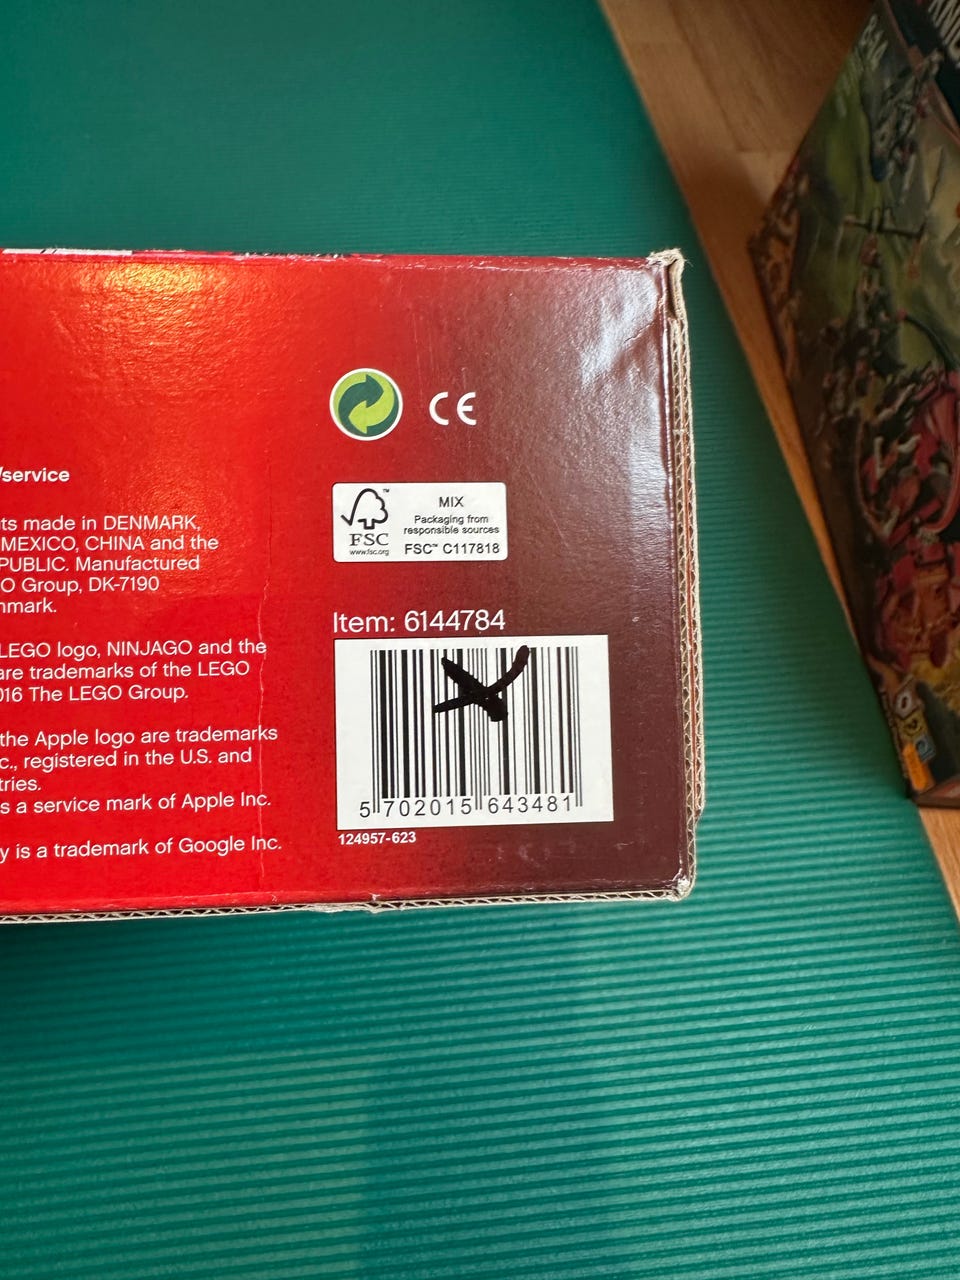 /service
ts made in DENMARK,
MEXICO, CHINA and the
PUBLIC. Manufactured
O Group, DK-7190
nmark.
LEGO logo, NINJAGO and the
are trademarks of the LEGO
016 The LEGO Group.
the Apple logo are trademarks
c., registered in the U.S. and
tries.
s a service mark of Apple Inc.
y is a trademark of Google Inc.
CE
FSC
™
www.fsc.org
MIX
Packaging from
responsible sources
FSC™ C117818
Item: 6144784
5 702015 643481
124957-623